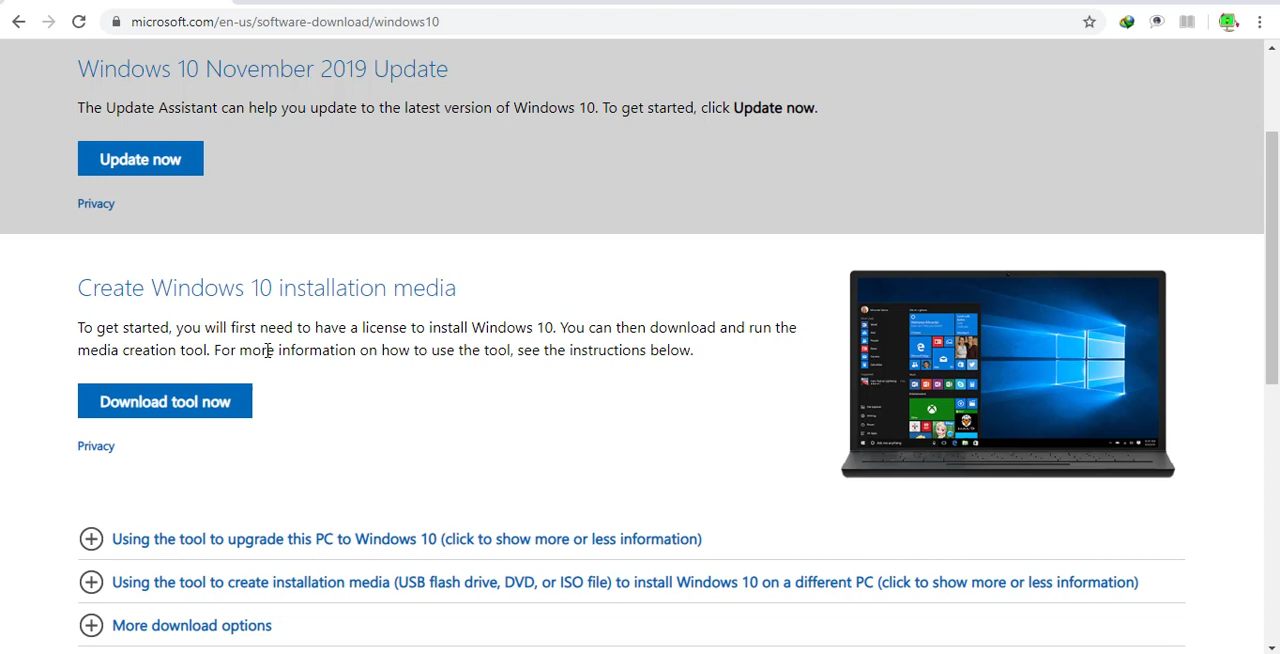 microsoft.com/en-us/software-download/windows10
Windows 10 November 2019 Update
The Update Assistant can help you update to the latest version of Windows 10. To get started, click Update now.
Update now
Privacy
Create Windows 10 installation media
To get started, you will first need to have a license to install Windows 10. You can then download and run the
media creation tool. For more information on how to use the tool, see the instructions below.
Download tool now
Privacy
Using the tool to upgrade this PC to Windows 10 (click to show more or less information)
Using the tool to create installation media (USB flash drive, DVD, or ISO file) to install Windows 10 on a different PC (click to show more or less information)
More download options